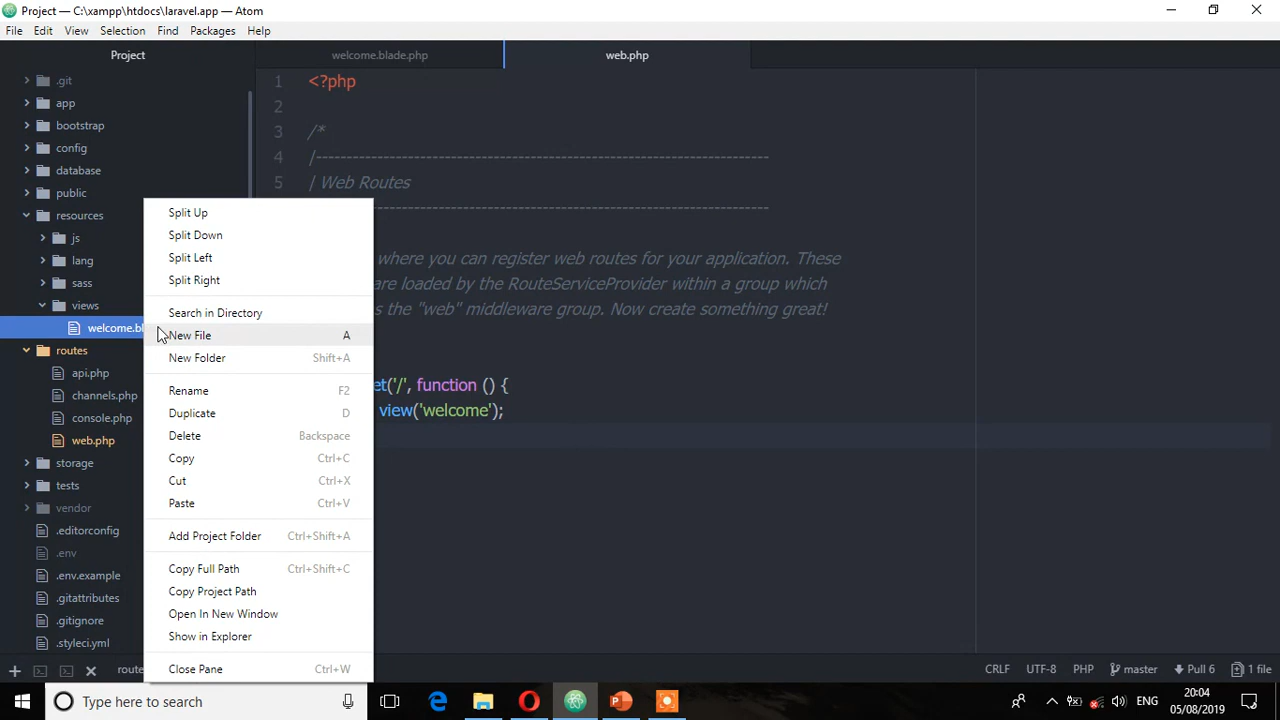 Project — C:\xampp\htdocs\laravel.app — Atom
File Edit View Selection Find Packages Help
Project
welcome.blade.php
web.php
.git
app
bootstrap
config
database
public
resources
js
lang
sass
views
welcome.bl
routes
api.php
channels.php
console.php
web.php
storage
tests
vendor
.editorconfig
.env
.env.example
.gitattributes
.gitignore
.styleci.yml
Split Up
Split Down
Split Left
Split Right
Search in Directory
New File A
New Folder Shift+A
Rename F2
Duplicate D
Delete Backspace
Copy Ctrl+C
Cut Ctrl+X
Paste Ctrl+V
Add Project Folder Ctrl+Shift+A
Copy Full Path Ctrl+Shift+C
Copy Project Path
Open In New Window
Show in Explorer
Close Pane Ctrl+W
1 <?php
2
3 /*
4 |--------------------------------------------------------------------------
5 | Web Routes
--------------------------------------------------------------------------
where you can register web routes for your application. These
are loaded by the RouteServiceProvider within a group which
s the "web" middleware group. Now create something great!
et('/', function () {
view('welcome');
route
CRLF UTF-8 PHP master Pull 6 1 file
Type here to search
ENG
20:04
05/08/2019